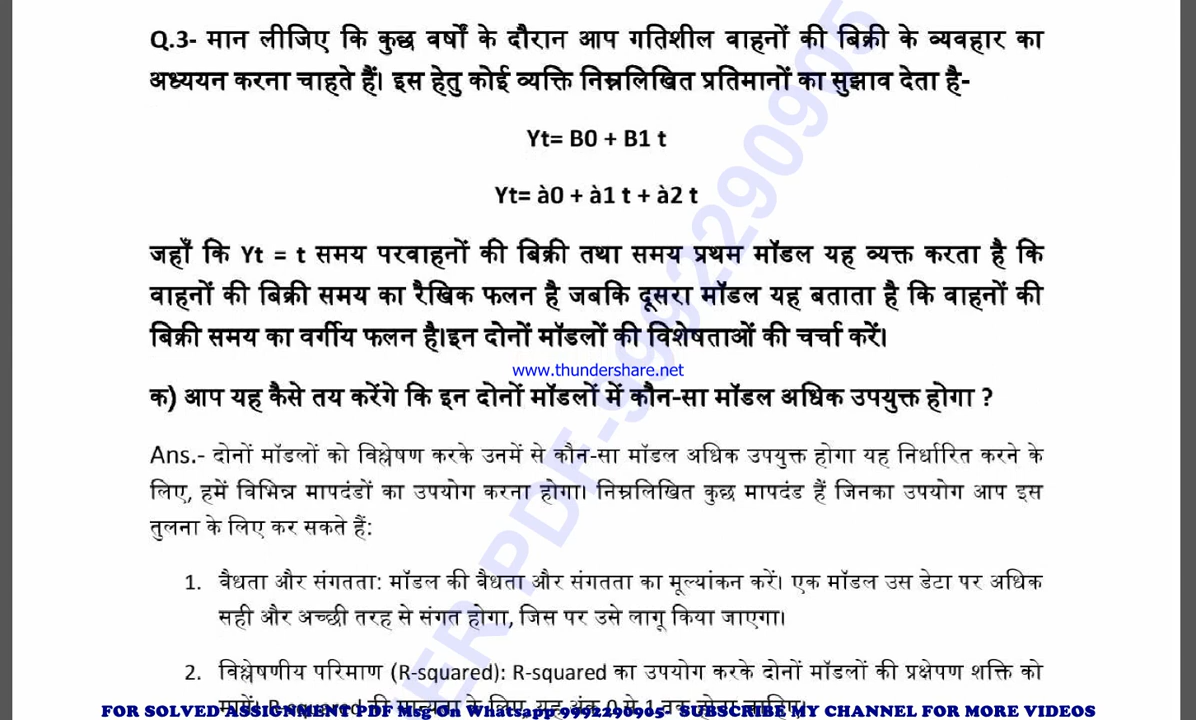 Q.3- मान लीजिए कि कुछ वर्षों के दौरान आप गतिशील वाहनों की बिक्री के व्यवहार का
अध्ययन करना चाहते हैं। इस हेतु कोई व्यक्ति निम्नलिखित प्रतिमानों का सुझाव देता है-
Yt= B0 + B1 t
Yt= à0 + à1 t + à2 t
जहाँ कि Yt = t समय परवाहनों की बिक्री तथा समय प्रथम मॉडल यह व्यक्त करता है कि
वाहनों की बिक्री समय का रैखिक फलन है जबकि दूसरा मॉडल यह बताता है कि वाहनों की
बिक्री समय का वर्गीय फलन है।इन दोनों मॉडलों की विशेषताओं की चर्चा करें।
www.thundershare.net
क) आप यह कैसे तय करेंगे कि इन दोनों मॉडलों में कौन-सा मॉडल अधिक उपयुक्त होगा ?
Ans.- दोनों मॉडलों को विश्लेषण करके उनमें से कौन-सा मॉडल अधिक उपयुक्त होगा यह निर्धारित करने के
लिए, हमें विभिन्न मापदंडों का उपयोग करना होगा। निम्नलिखित कुछ मापदंड हैं जिनका उपयोग आप इस
तुलना के लिए कर सकते हैं:
1. वैधता और संगतता: मॉडल की वैधता और संगतता का मूल्यांकन करें। एक मॉडल उस डेटा पर अधिक
सही और अच्छी तरह से संगत होगा, जिस पर उसे लागू किया जाएगा।
2. विश्लेषणीय परिमाण (R-squared): R-squared का उपयोग करके दोनों मॉडलों की प्रक्षेपण शक्ति को
FOR SOLVED ASSIGNMENT PDF Msg On Whatsapp 9992290905- SUBSCRIBE MY CHANNEL FOR MORE VIDEOS
ER PDF-9992290905